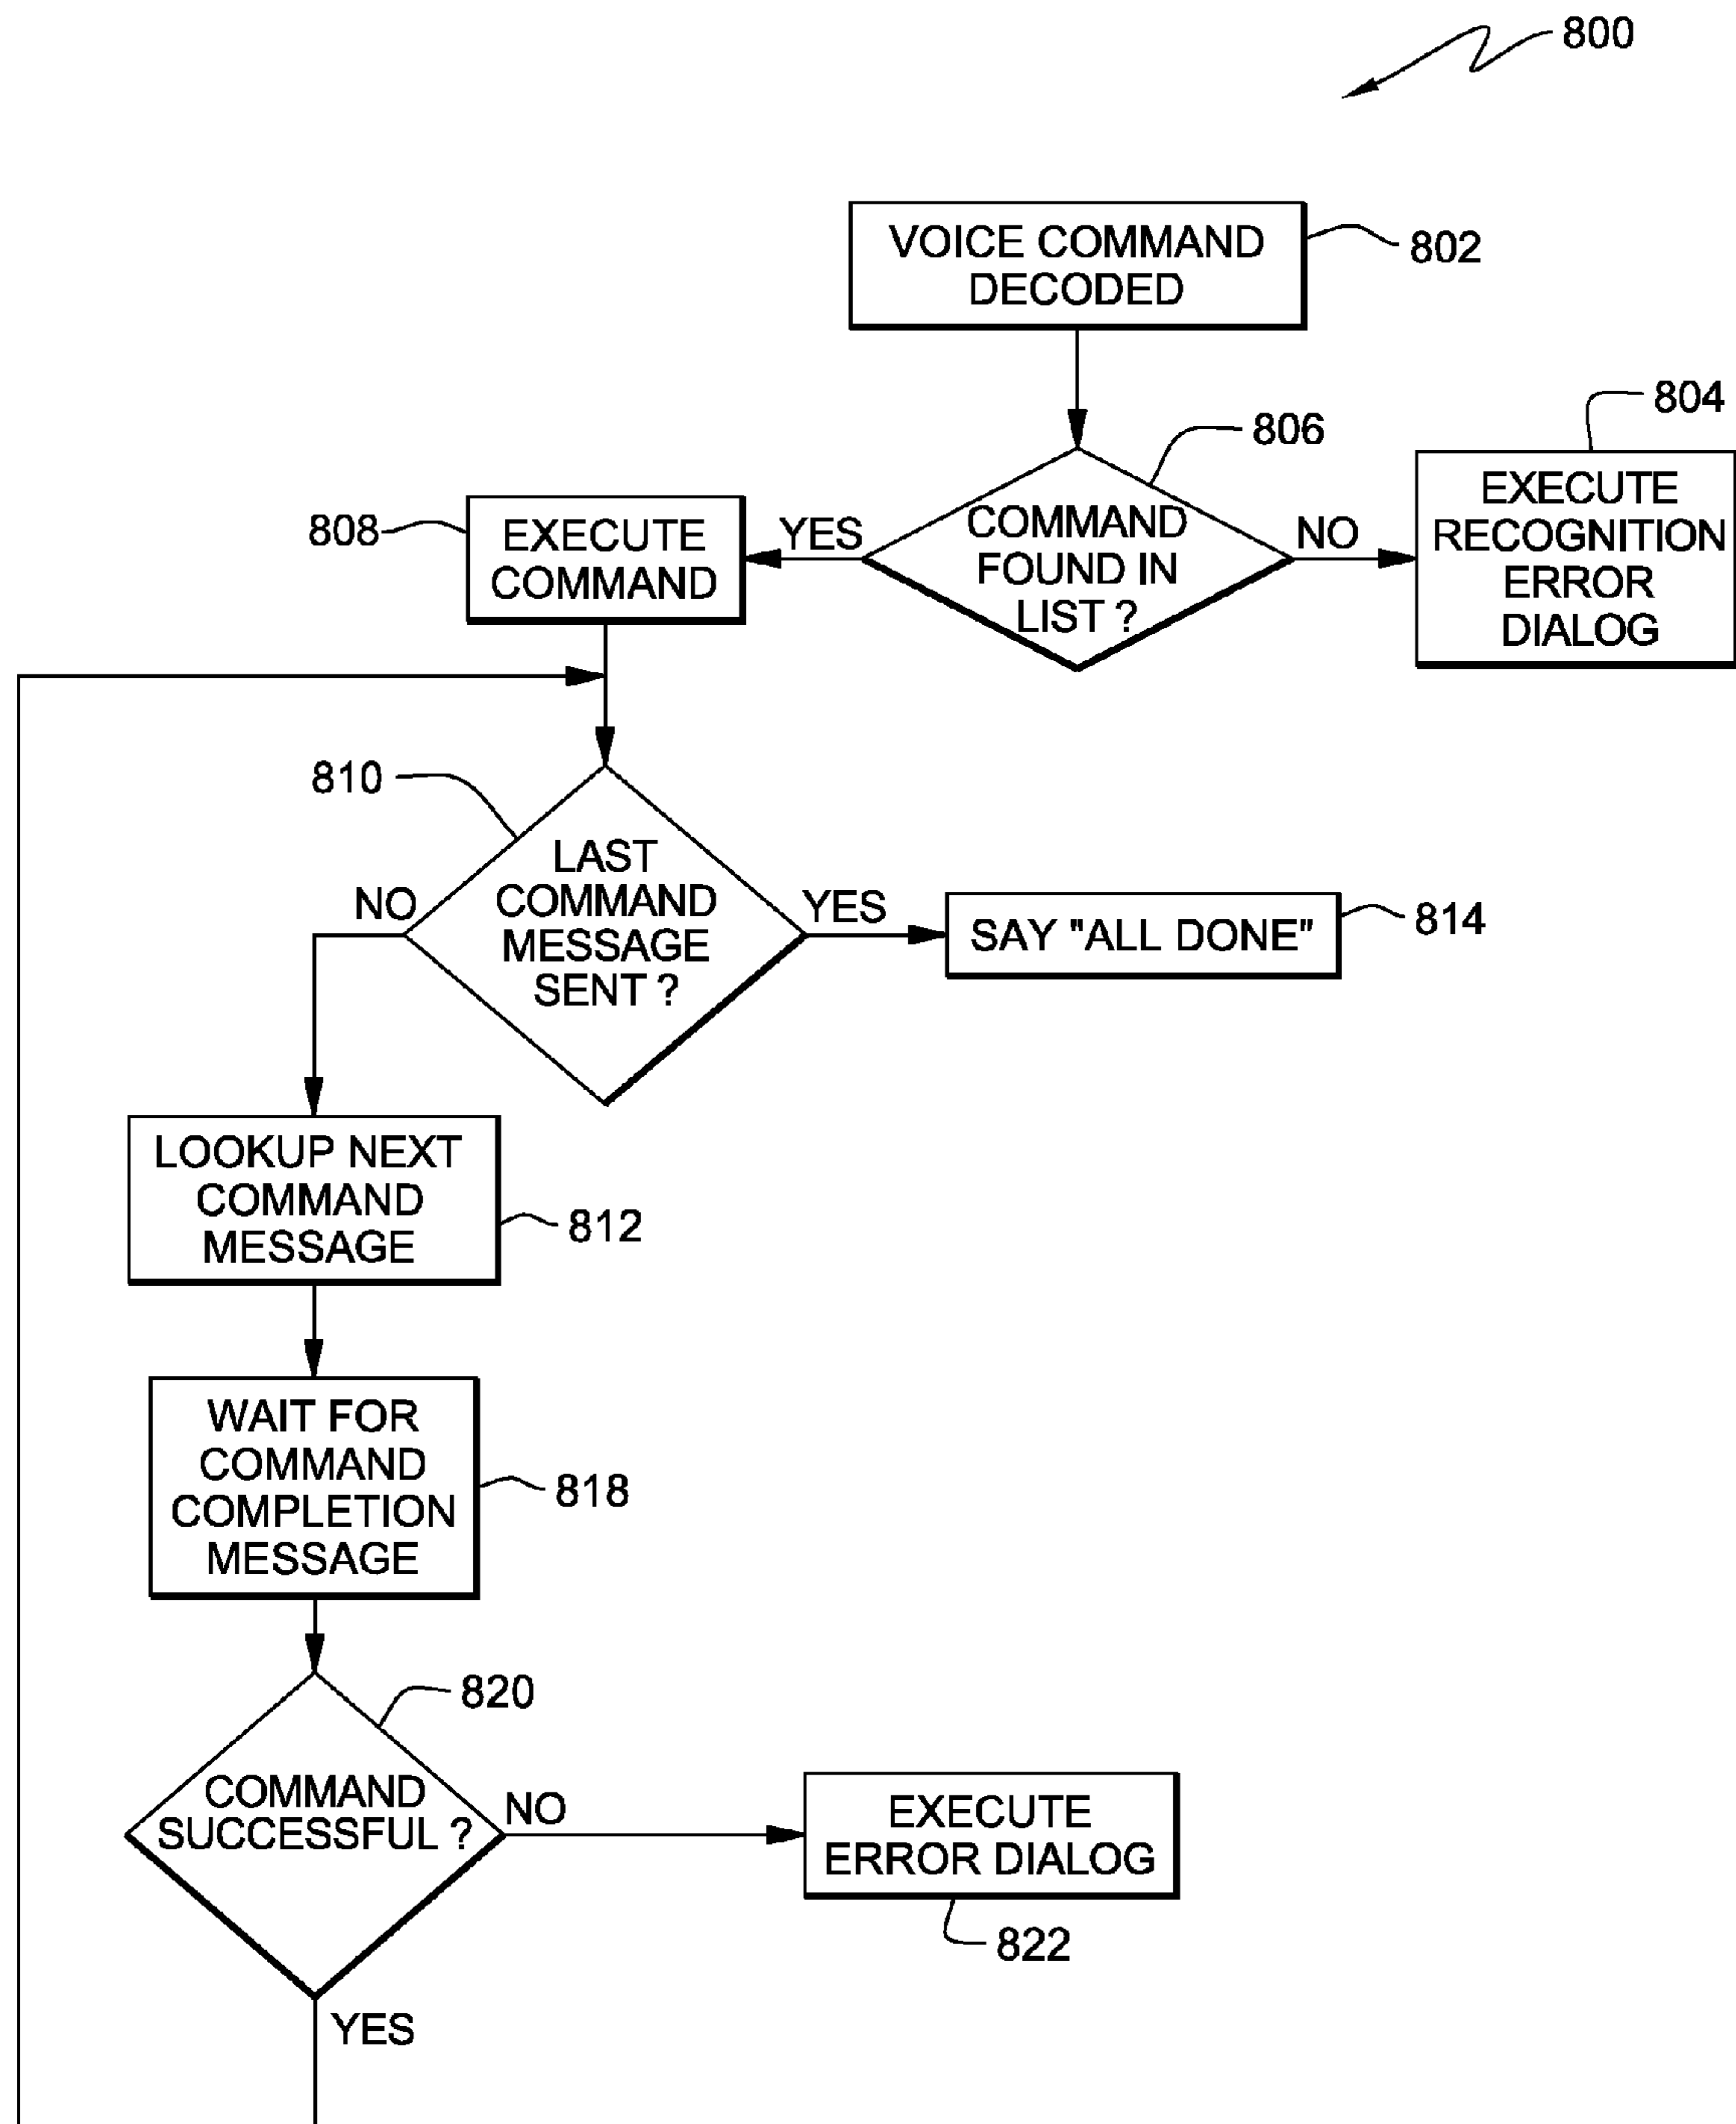 800
VOICE COMMAND
DECODED
802
804
806
EXECUTE
RECOGNITION
ERROR
DIALOG
COMMAND
FOUND IN
LIST ?
YES
NO
808
EXECUTE
COMMAND
810
LAST
COMMAND
MESSAGE
SENT ?
NO
YES
SAY "ALL DONE"
814
LOOKUP NEXT
COMMAND
MESSAGE
812
WAIT FOR
COMMAND
COMPLETION
MESSAGE
818
820
COMMAND
SUCCESSFUL ?
NO
EXECUTE
ERROR DIALOG
822
YES